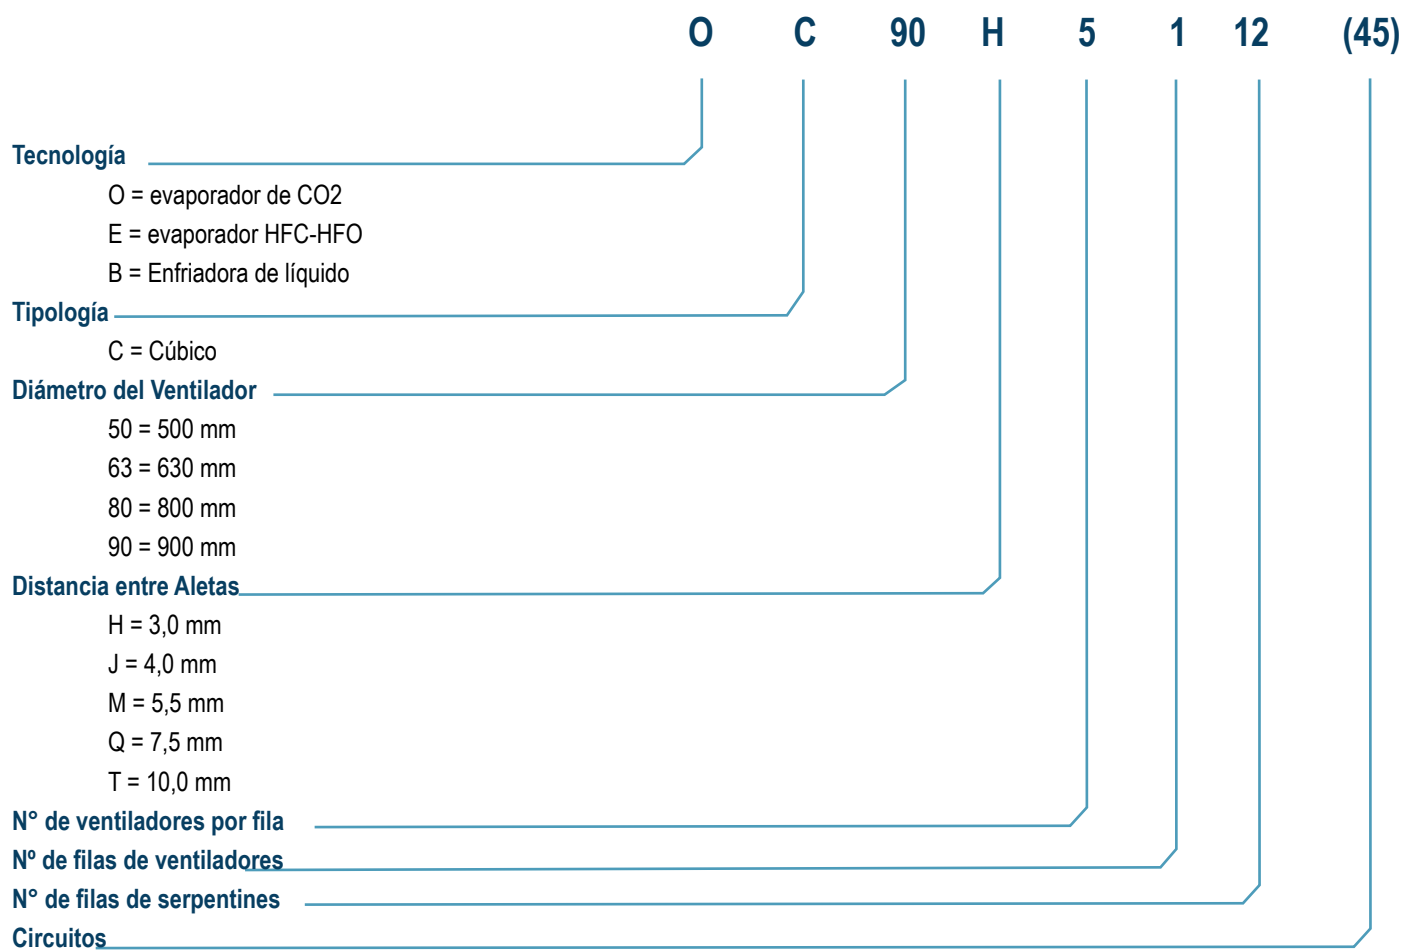 O C 90 H 5 1 12 (45)
Tecnología
O = evaporador de CO2
E = evaporador HFC-HFO
B = Enfriadora de líquido
Tipología
C = Cúbico
Diámetro del Ventilador
50 = 500 mm
63 = 630 mm
80 = 800 mm
90 = 900 mm
Distancia entre Aletas
H = 3,0 mm
J = 4,0 mm
M = 5,5 mm
Q = 7,5 mm
T = 10,0 mm
N° de ventiladores por fila
Nº de filas de ventiladores
N° de filas de serpentines
Circuitos